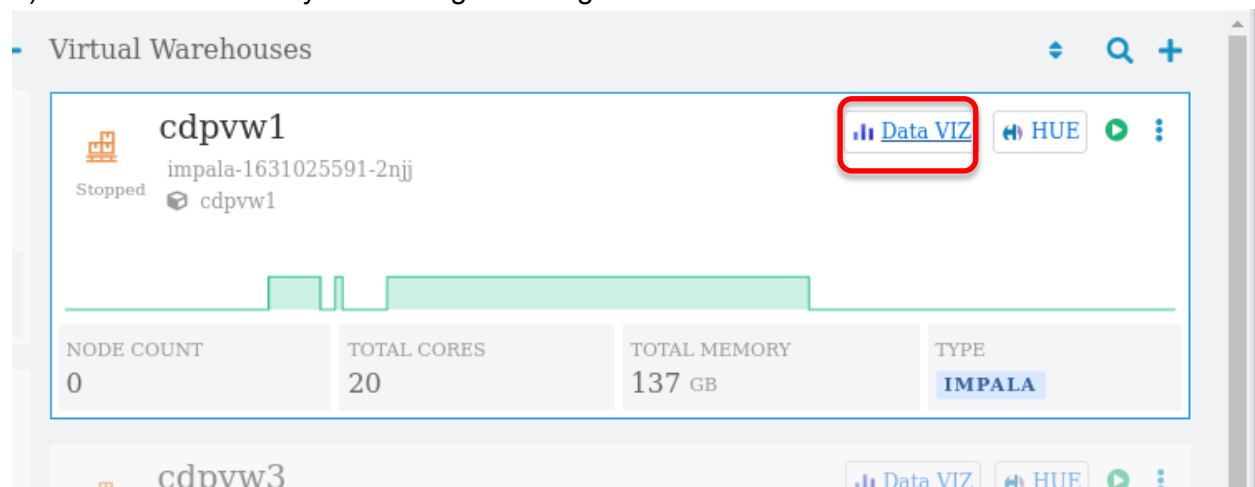 Virtual Warehouses
cdpvw1
Data VIZ
HUE
impala-1631025591-2njj
Stopped
cdpvw1
NODE COUNT
TOTAL CORES
TOTAL MEMORY
TYPE
0
20
137 GB
IMPALA
cdpvw3
Data VIZ
HUE